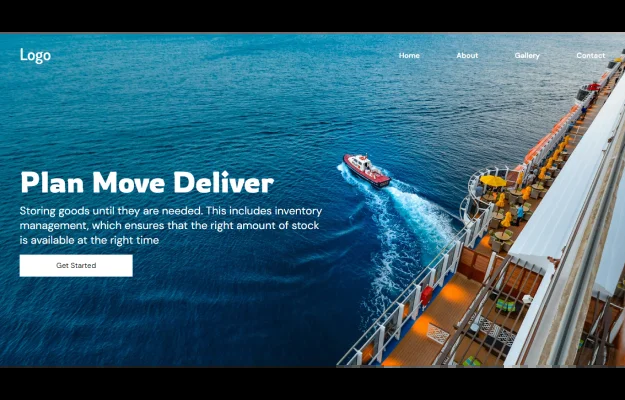 Logo
Home About Gallery Contact
Plan Move Deliver
Storing goods until they are needed. This includes inventory
management, which ensures that the right amount of stock
is available at the right time
Get Started